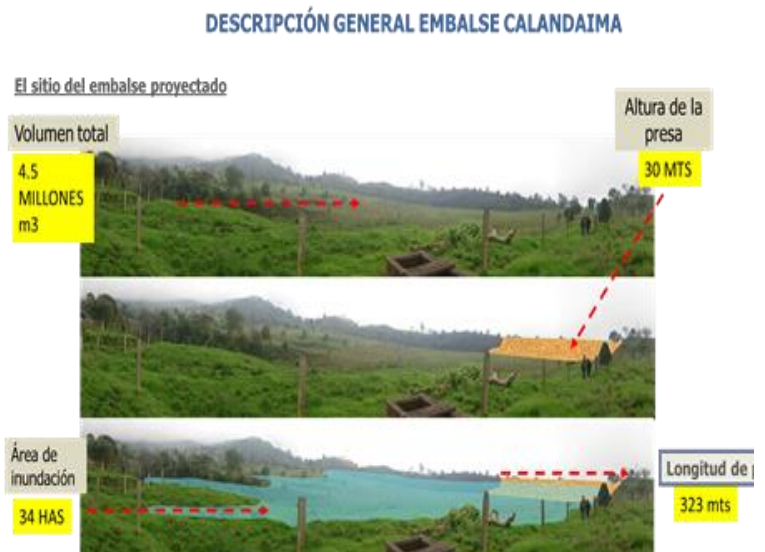 DESCRIPCIÓN GENERAL EMBALSE CALANDAIMA
El sitio del embalse proyectado
Volumen total
4.5
MILLONES
m3
Altura de la
presa
30 MTS
Área de
inundación
34 HAS
Longitud de
323 mts